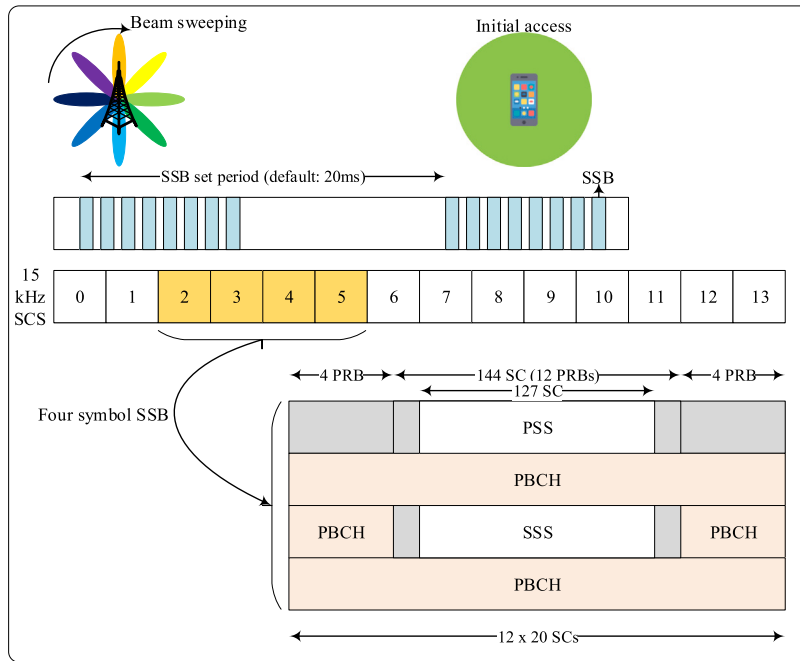 Beam sweeping
Initial access
SSB set period (default: 20ms)
SSB
15
kHz
SCS
0 1 2 3 4 5 6 7 8 9 10 11 12 13
4 PRB
144 SC (12 PRBs)
4 PRB
127 SC
Four symbol SSB
PSS
PBCH
PBCH SSS PBCH
PBCH
12 x 20 SCs